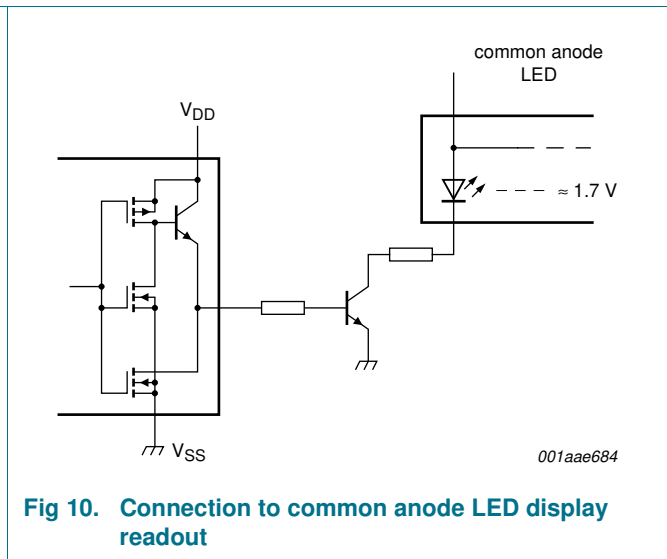 common anode
LED
VDD
≈ 1.7 V
VSS
001aae684
Fig 10. Connection to common anode LED display
readout